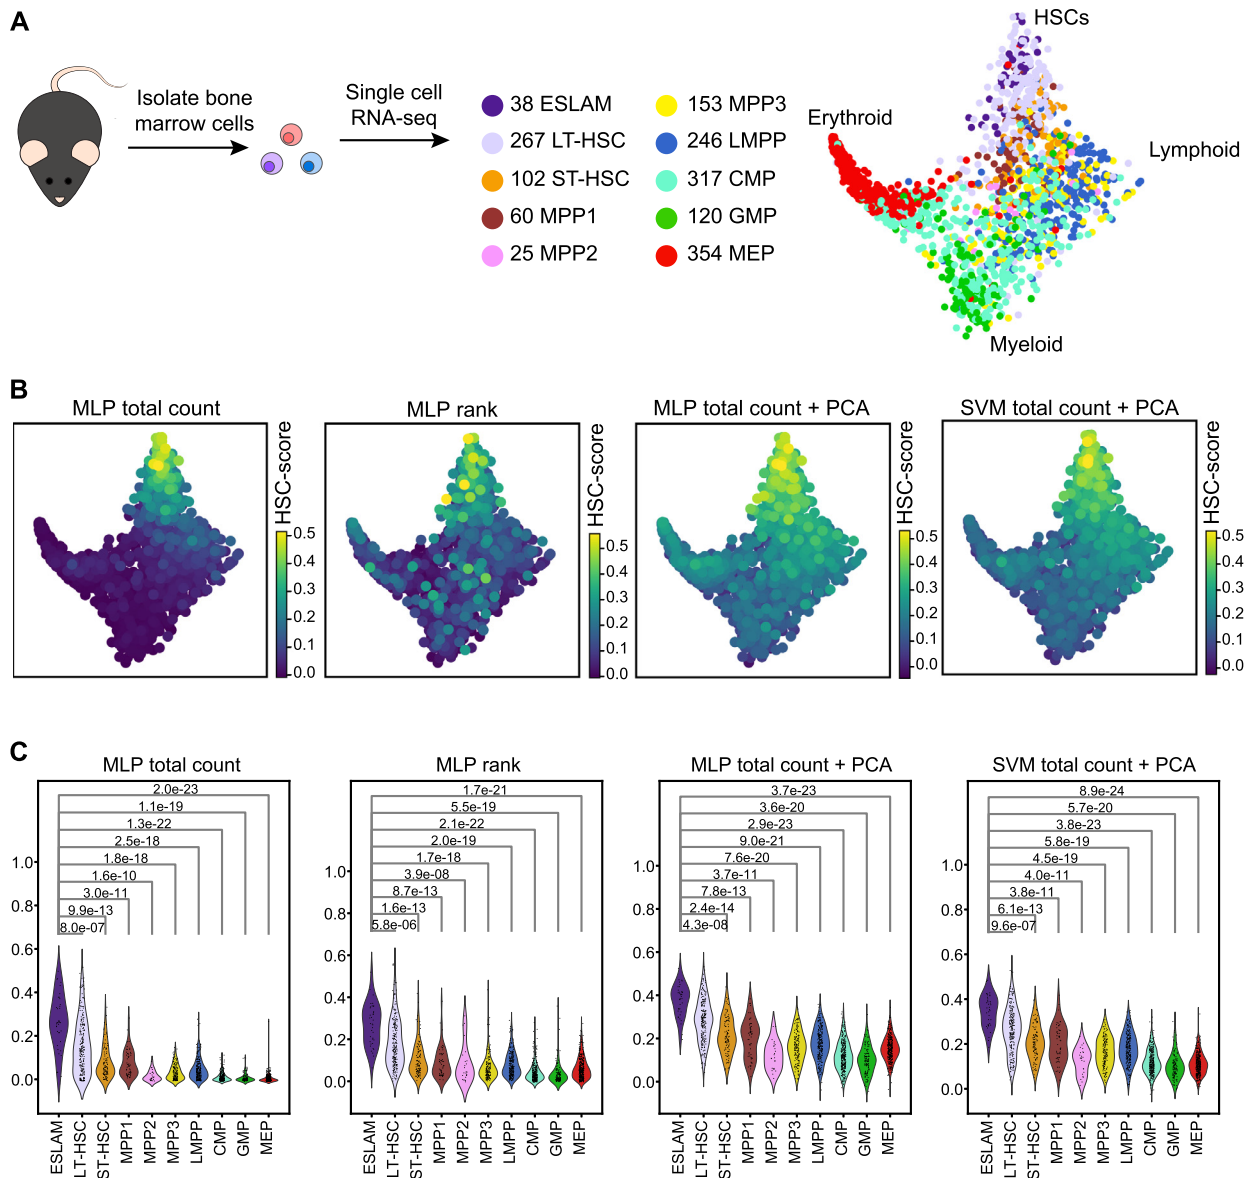 A
Isolate bone
marrow cells
Single cell
RNA-seq
38 ESLAM
267 LT-HSC
102 ST-HSC
60 MPP1
25 MPP2
153 MPP3
246 LMPP
317 CMP
120 GMP
354 MEP
HSCs
Erythroid
Lymphoid
Myeloid
B
MLP total count
HSC-score
0.5
0.4
0.3
0.2
0.1
0.0
MLP rank
HSC-score
0.5
0.4
0.3
0.2
0.1
0.0
MLP total count + PCA
HSC-score
0.5
0.4
0.3
0.2
0.1
0.0
SVM total count + PCA
HSC-score
0.5
0.4
0.3
0.2
0.1
0.0
C
MLP total count
2.0e-23
1.1e-19
1.3e-22
2.5e-18
1.8e-18
1.6e-10
3.0e-11
9.9e-13
8.0e-07
1.0
0.8
0.6
0.4
0.2
0.0
ESLAM
LT-HSC
ST-HSC
MPP1
MPP2
MPP3
LMPP
CMP
GMP
MEP
MLP rank
1.7e-21
5.5e-19
2.1e-22
2.0e-19
1.7e-18
3.9e-08
8.7e-13
1.6e-13
5.8e-06
1.0
0.8
0.6
0.4
0.2
0.0
ESLAM
LT-HSC
ST-HSC
MPP1
MPP2
MPP3
LMPP
CMP
GMP
MEP
MLP total count + PCA
3.7e-23
3.6e-20
2.9e-23
9.0e-21
7.6e-20
3.7e-11
7.8e-13
2.4e-14
4.3e-08
1.0
0.8
0.6
0.4
0.2
0.0
ESLAM
LT-HSC
ST-HSC
MPP1
MPP2
MPP3
LMPP
CMP
GMP
MEP
SVM total count + PCA
8.9e-24
5.7e-20
3.8e-23
5.8e-19
4.5e-19
4.0e-11
3.8e-11
6.1e-13
9.6e-07
1.0
0.8
0.6
0.4
0.2
0.0
ESLAM
LT-HSC
ST-HSC
MPP1
MPP2
MPP3
LMPP
CMP
GMP
MEP